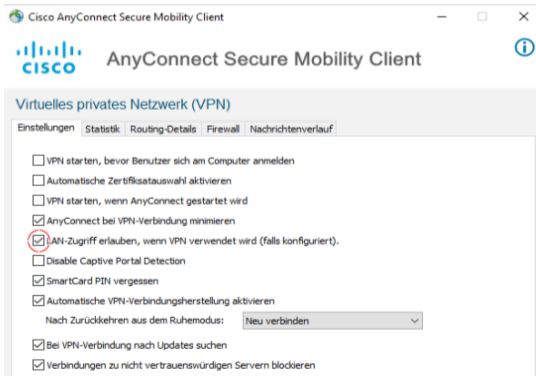 Cisco AnyConnect Secure Mobility Client
CISCO AnyConnect Secure Mobility Client
Virtuelles privates Netzwerk (VPN)
Einstellungen Statistik Routing-Details Firewall Nachrichtenverlauf
VPN starten, bevor Benutzer sich am Computer anmelden
Automatische Zertifiksatauswahl aktivieren
VPN starten, wenn AnyConnect gestartet wird
AnyConnect bei VPN-Verbindung minimieren
LAN-Zugriff erlauben, wenn VPN verwendet wird (falls konfiguriert).
Disable Captive Portal Detection
SmartCard PIN vergessen
Automatische VPN-Verbindungsherstellung aktivieren
Nach Zurückkehren aus dem Ruhemodus: Neu verbinden
Bei VPN-Verbindung nach Updates suchen
Verbindungen zu nicht vertrauenswürdigen Servern blockieren